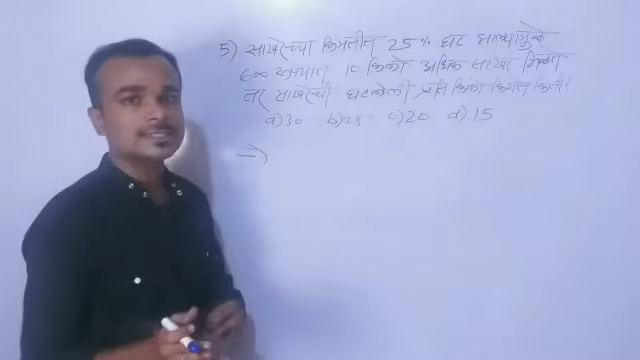 5) साखरेच्या किमतीत 25% घट झाल्यामुळे
६०० रुपयात 10 किलो अधिक साखर मिळते
तर साखरेची घटलेली प्रति किलो किंमत किती?
a) 30 b) 25 c) 20 d) 15
→